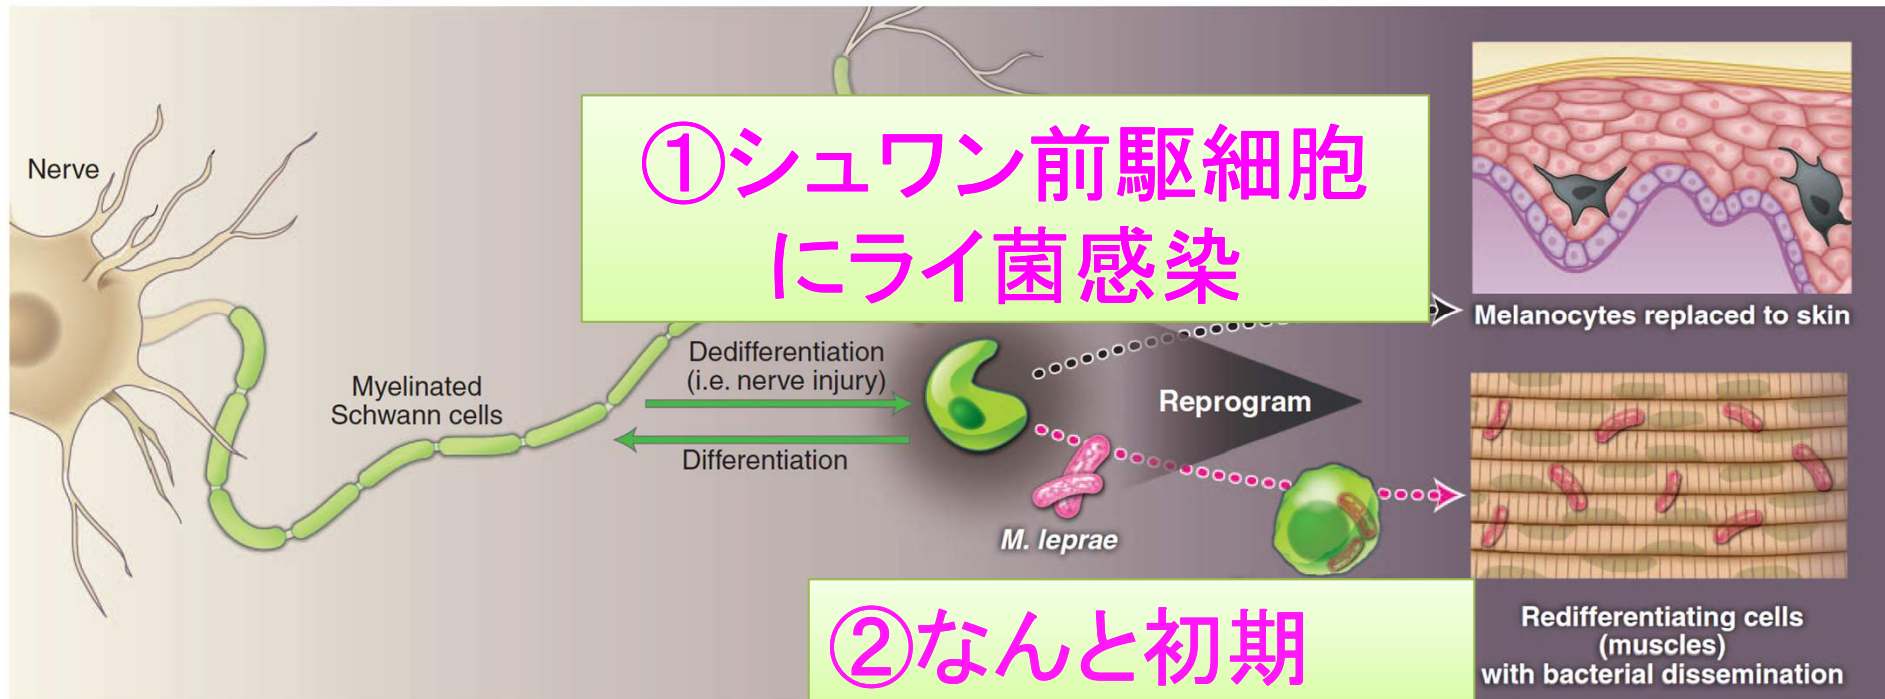 Nerve
①シュワン前駆細胞
にライ菌感染
Melanocytes replaced to skin
Dedifferentiation
(i.e. nerve injury)
Myelinated
Schwann cells
Reprogram
Differentiation
M. leprae
②なんと初期
Redifferentiating cells
(muscles)
with bacterial dissemination